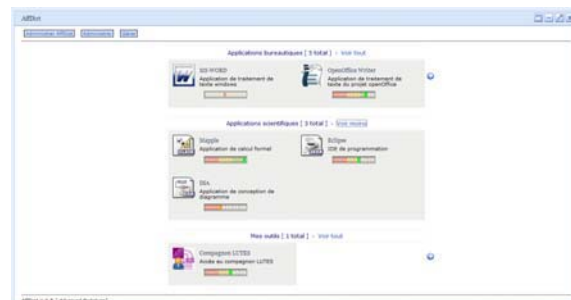 Applications bureautiques [ 3 total ] - Voir tout
MS WORD
Application de traitement de
texte windows
OpenOffice Writer
Application de traitement de
texte du projet openOffice
Applications scientifiques [ 3 total ] - Voir moins
Mapple
Application de calcul formel
Eclipse
IDE de programmation
DIA
Application de conception de
diagramme
Mes outils [ 1 total ] - Voir tout
Compagnon LUTES
Accès au compagnon LUTES